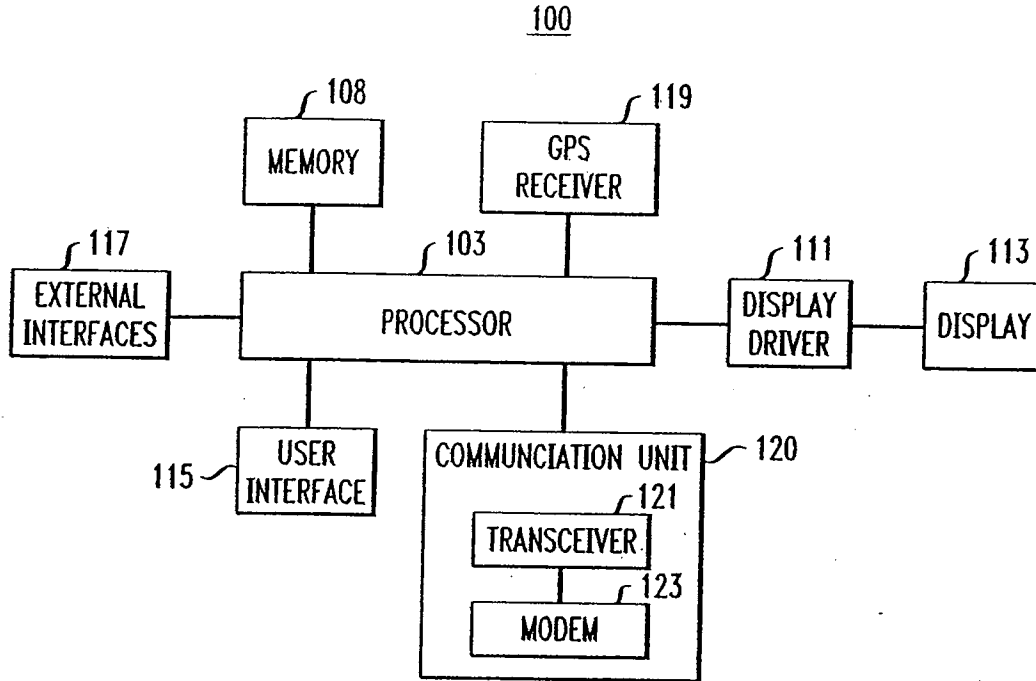 100
108
MEMORY
119
GPS
RECEIVER
117
EXTERNAL
INTERFACES
103
PROCESSOR
111
DISPLAY
DRIVER
113
DISPLAY
115
USER
INTERFACE
COMMUNCIATION UNIT
120
121
TRANSCEIVER
123
MODEM